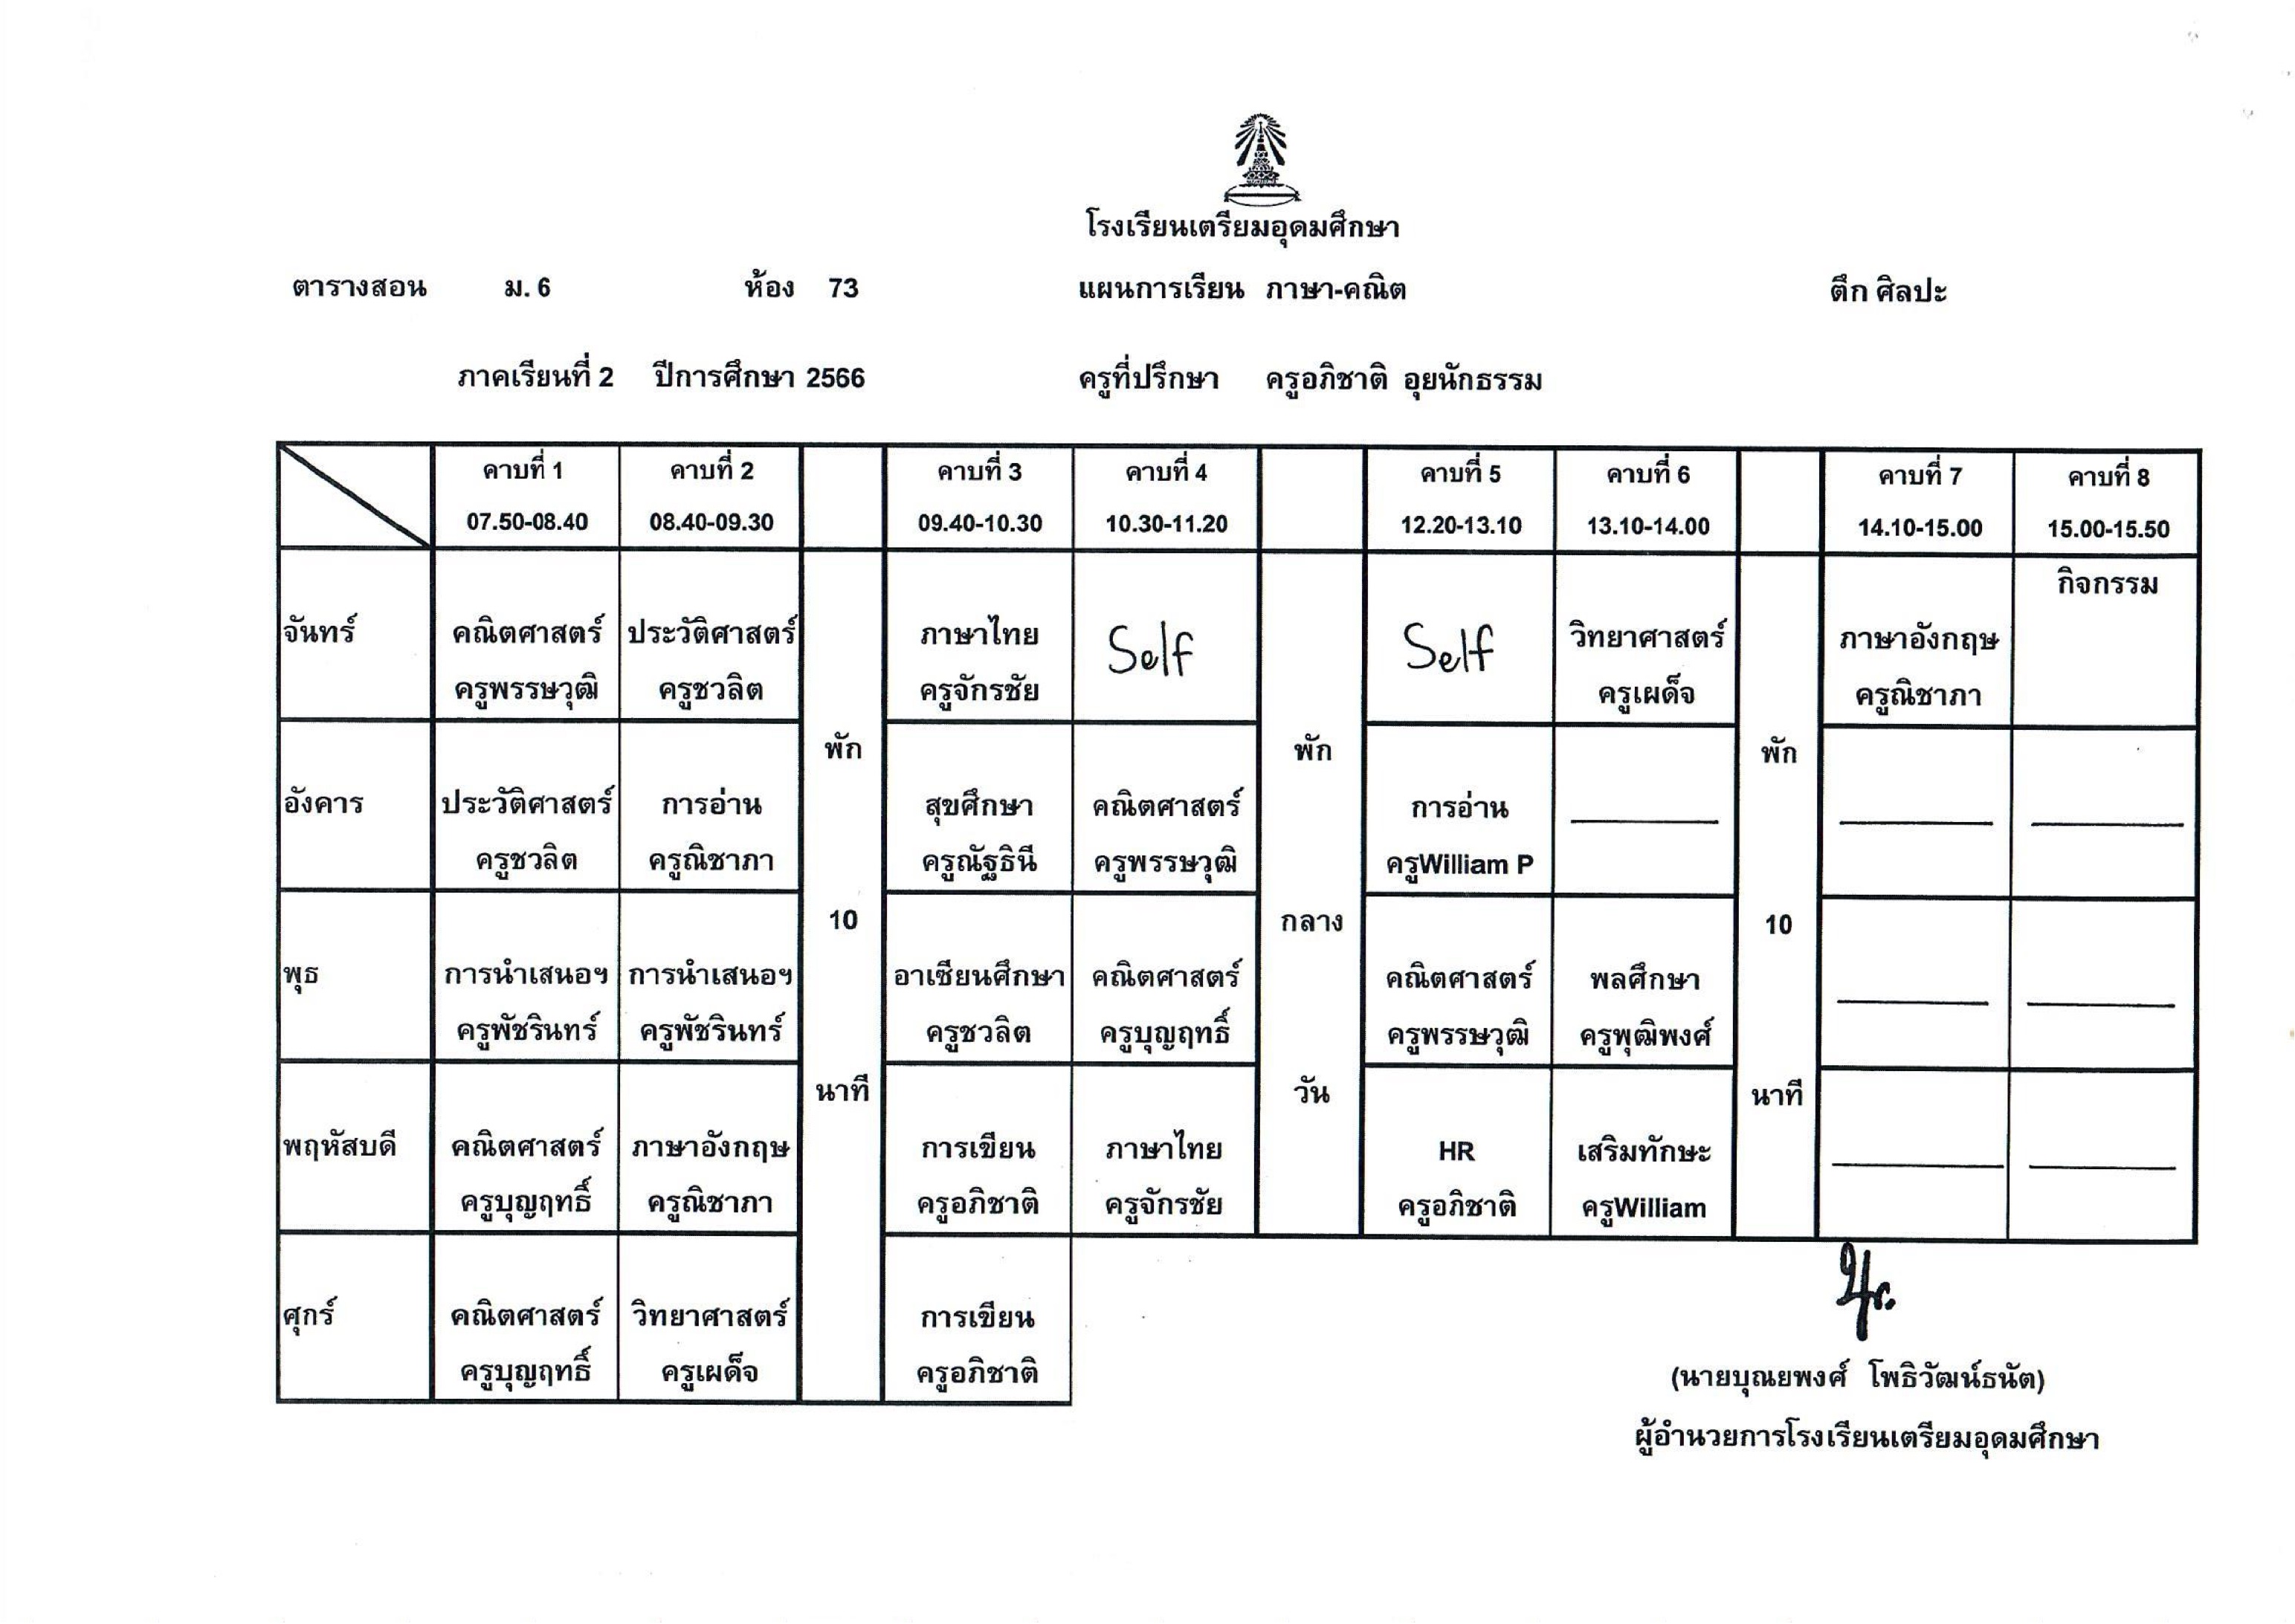 โรงเรียนเตรียมอุดมศึกษา
ตารางสอน ม. 6 ห้อง 73 แผนการเรียน ภาษา-คณิต ตึก ศิลปะ
ภาคเรียนที่ 2 ปีการศึกษา 2566 ครูที่ปรึกษา ครูอภิชาติ อุยนักธรรม
คาบที่ 1 คาบที่ 2 คาบที่ 3 คาบที่ 4 คาบที่ 5 คาบที่ 6 คาบที่ 7 คาบที่ 8
07.50-08.40 08.40-09.30 09.40-10.30 10.30-11.20 12.20-13.10 13.10-14.00 14.10-15.00 15.00-15.50
กิจกรรม
จันทร์ คณิตศาสตร์ ประวัติศาสตร์ ภาษาไทย Self Self วิทยาศาสตร์ ภาษาอังกฤษ
ครูพรรษวุฒิ ครูชวลิต ครูจักรชัย ครูเผด็จ ครูณิชาภา
พัก พัก พัก
อังคาร ประวัติศาสตร์ การอ่าน สุขศึกษา คณิตศาสตร์ การอ่าน
ครูชวลิต ครูณิชาภา ครูณัฐธินี ครูพรรษวุฒิ ครูWilliam P
10 กลาง 10
พุธ การนำเสนอฯ การนำเสนอฯ อาเซียนศึกษา คณิตศาสตร์ คณิตศาสตร์ พลศึกษา
ครูพัชรินทร์ ครูพัชรินทร์ ครูชวลิต ครูบุญฤทธิ์ ครูพรรษวุฒิ ครูพุฒิพงศ์
นาที วัน นาที
พฤหัสบดี คณิตศาสตร์ ภาษาอังกฤษ การเขียน ภาษาไทย HR เสริมทักษะ
ครูบุญฤทธิ์ ครูณิชาภา ครูอภิชาติ ครูจักรชัย ครูอภิชาติ ครูWilliam
ศุกร์ คณิตศาสตร์ วิทยาศาสตร์ การเขียน
ครูบุญฤทธิ์ ครูเผด็จ ครูอภิชาติ
(นายบุณยพงศ์ โพธิวัฒน์ธนัต)
ผู้อำนวยการโรงเรียนเตรียมอุดมศึกษา